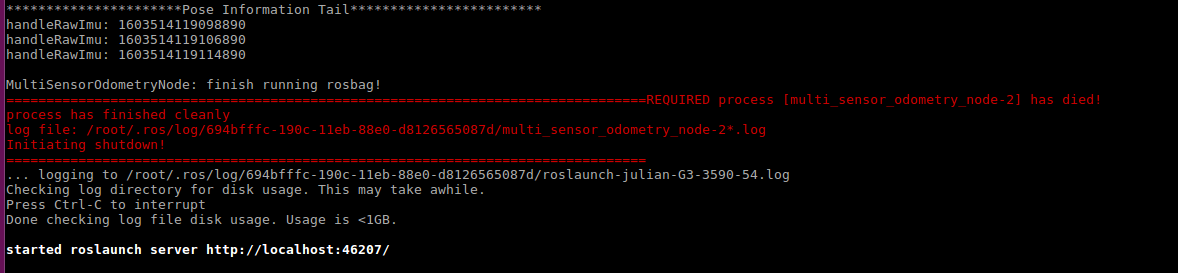 **********************Pose Information Tail************************
handleRawImu: 1603514119098890
handleRawImu: 1603514119106890
handleRawImu: 1603514119114890
MultiSensorOdometryNode: finish running rosbag!
================================================================================REQUIRED process [multi_sensor_odometry_node-2] has died!
process has finished cleanly
log file: /root/.ros/log/694bfffc-190c-11eb-88e0-d8126565087d/multi_sensor_odometry_node-2*.log
Initiating shutdown!
================================================================================
... logging to /root/.ros/log/694bfffc-190c-11eb-88e0-d8126565087d/roslaunch-julian-G3-3590-54.log
Checking log directory for disk usage. This may take awhile.
Press Ctrl-C to interrupt
Done checking log file disk usage. Usage is <1GB.
started roslaunch server http://localhost:46207/